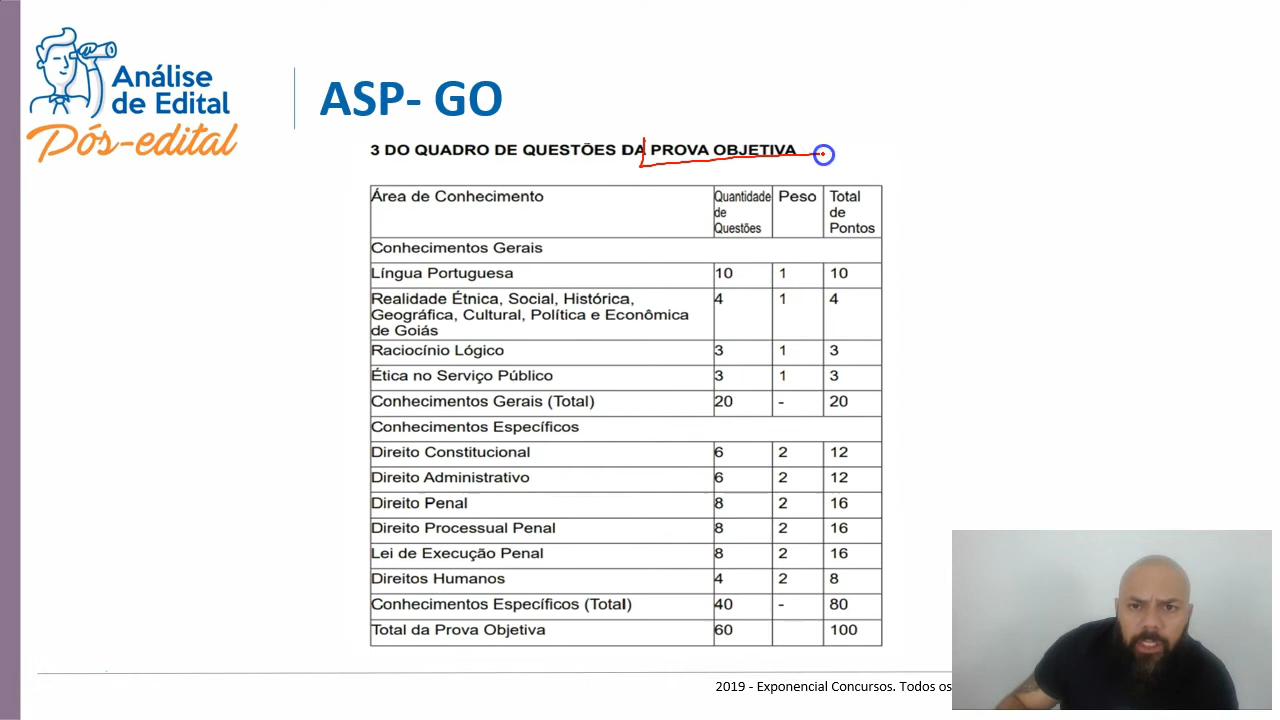 Análise
de Edital
Pós-edital
ASP- GO
3 DO QUADRO DE QUESTÕES DA PROVA OBJETIVA
Área de Conhecimento Quantidade de Questões Peso Total de Pontos
Conhecimentos Gerais
Língua Portuguesa 10 1 10
Realidade Étnica, Social, Histórica,
Geográfica, Cultural, Política e Econômica
de Goiás 4 1 4
Raciocínio Lógico 3 1 3
Ética no Serviço Público 3 1 3
Conhecimentos Gerais (Total) 20 - 20
Conhecimentos Específicos
Direito Constitucional 6 2 12
Direito Administrativo 6 2 12
Direito Penal 8 2 16
Direito Processual Penal 8 2 16
Lei de Execução Penal 8 2 16
Direitos Humanos 4 2 8
Conhecimentos Específicos (Total) 40 - 80
Total da Prova Objetiva 60 100
2019 - Exponencial Concursos. Todos os